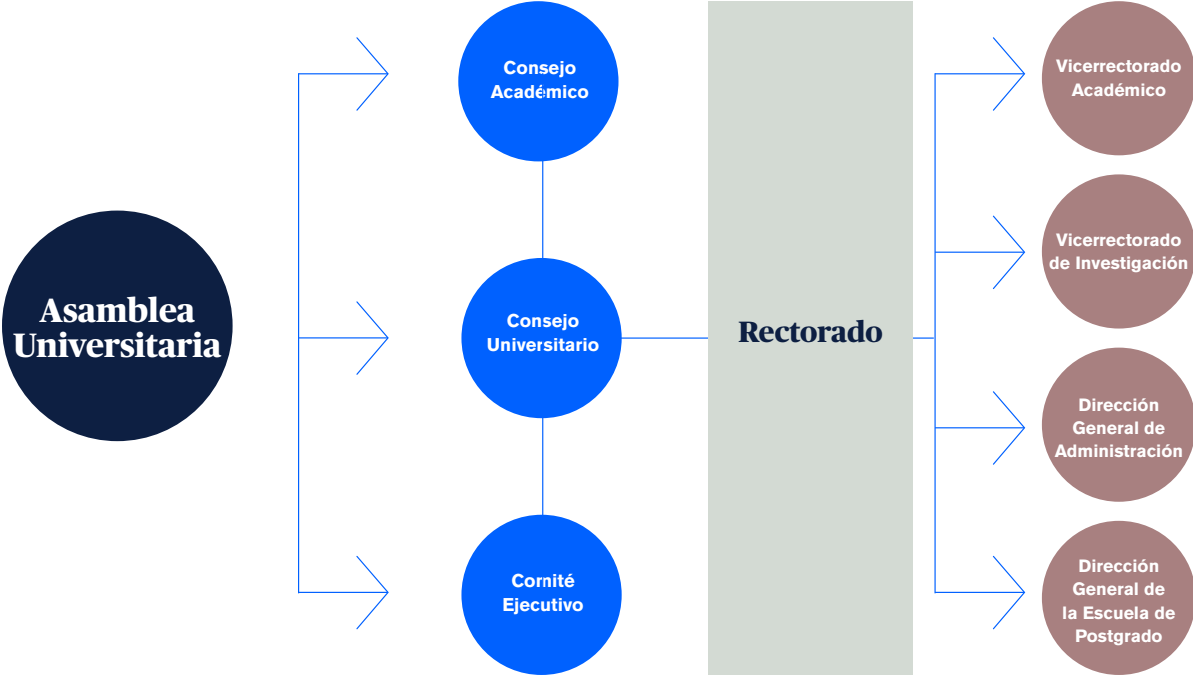 Asamblea
Universitaria
Consejo
Académico
Consejo
Universitario
Comité
Ejecutivo
Rectorado
Vicerrectorado
Académico
Vicerrectorado
de Investigación
Dirección
General de
Administración
Dirección
General de
la Escuela de
Postgrado